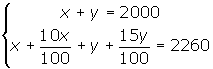 x + y = 2000
x + 10x/100 + y + 15y/100 = 2260